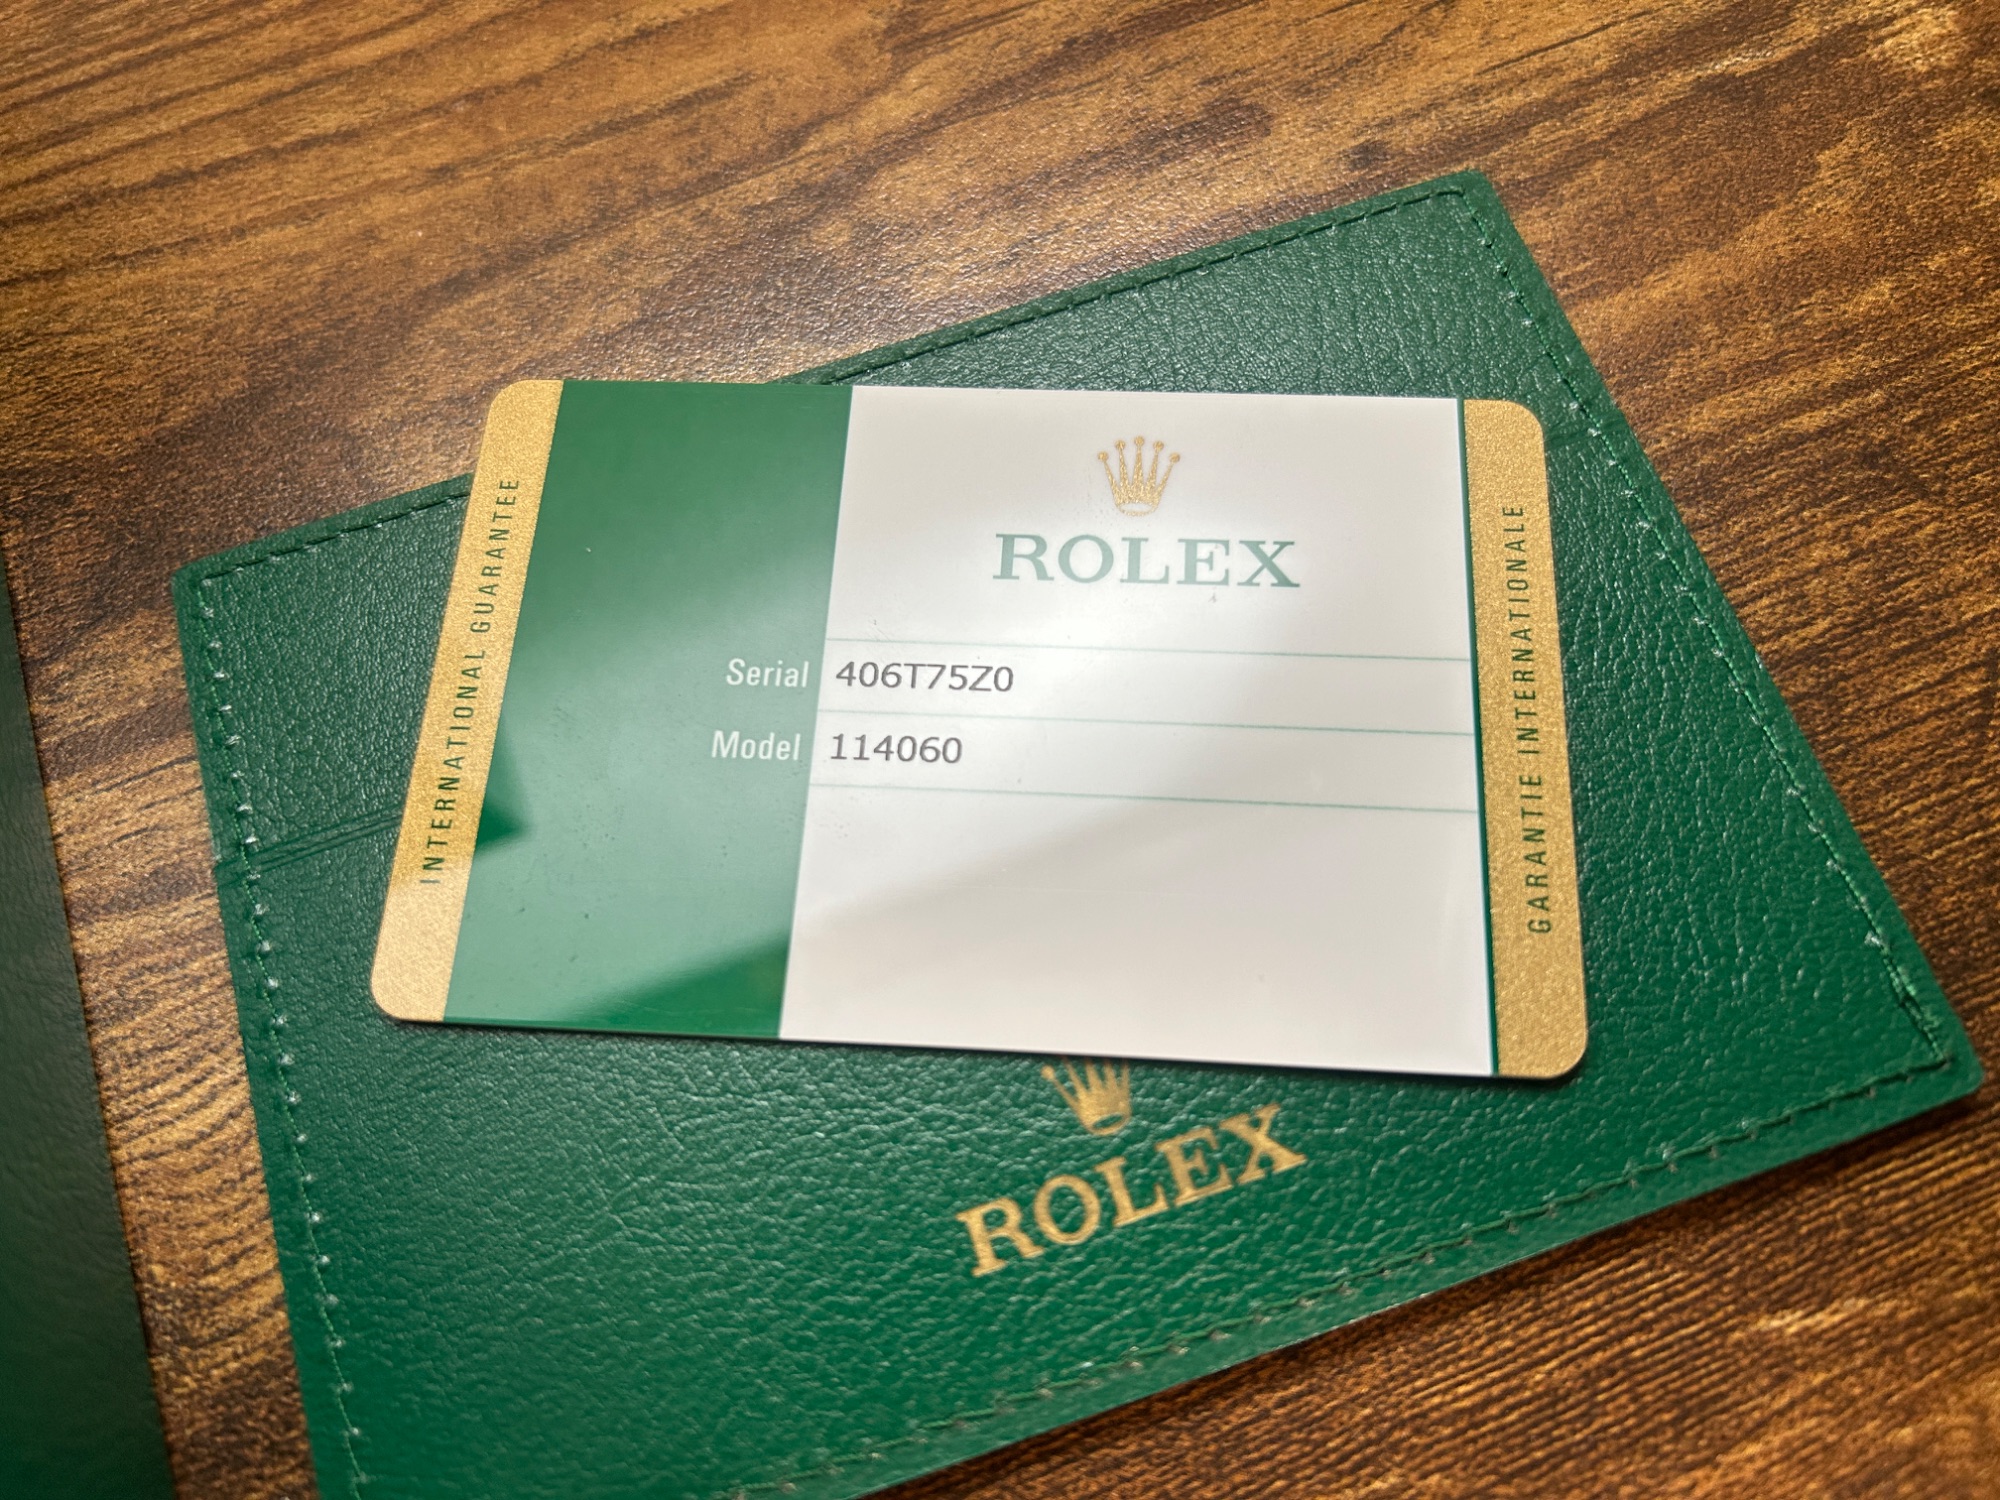 INTERNATIONAL GUARANTEE
ROLEX
Serial 406T75Z0
Model 114060
GARANTIE INTERNATIONALE
ROLEX